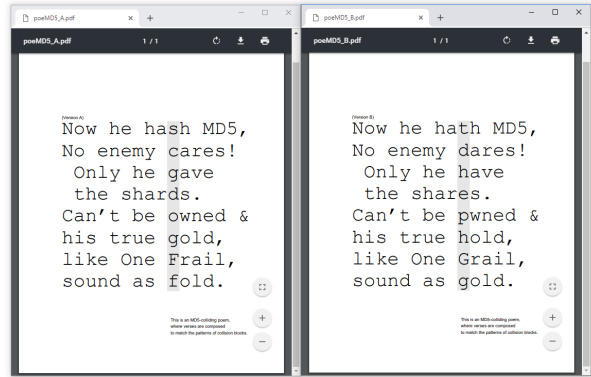 poeMD5_A.pdf
poeMD5_A.pdf 1 / 1
(Version A)
Now he hash MD5,
No enemy cares!
Only he gave
the shards.
Can't be owned &
his true gold,
like One Frail,
sound as fold.
This is an MD5-colliding poem,
where verses are composed
to match the patterns of collision blocks.
poeMD5_B.pdf
poeMD5_B.pdf 1 / 1
(Version B)
Now he hath MD5,
No enemy dares!
Only he have
the shares.
Can't be pwned &
his true hold,
like One Grail,
sound as gold.
This is an MD5-colliding poem,
where verses are composed
to match the patterns of collision blocks.